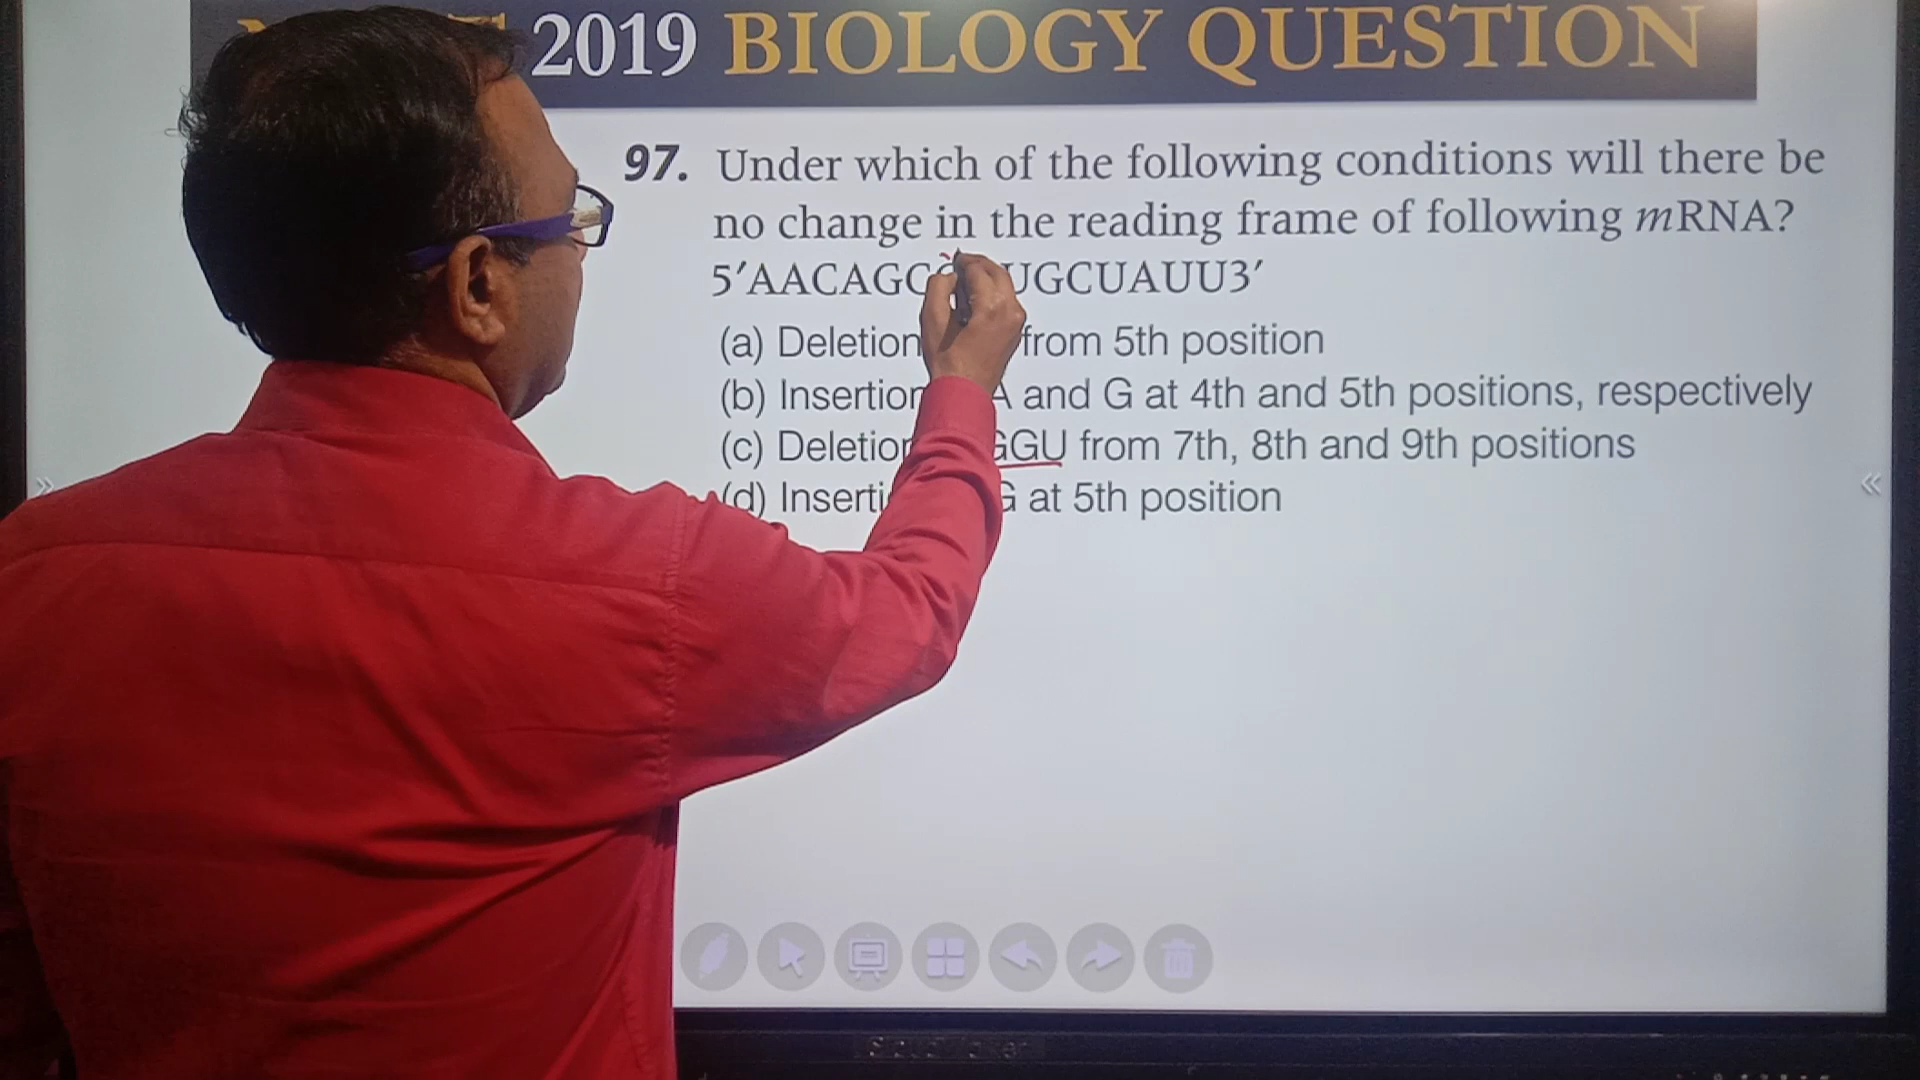 2019 BIOLOGY QUESTION
97. Under which of the following conditions will there be
no change in the reading frame of following mRNA?
5′AACAGC UGCUAUU3′
(a) Deletion from 5th position
(b) Insertion A and G at 4th and 5th positions, respectively
(c) Deletion GGU from 7th, 8th and 9th positions
(d) Inserti G at 5th position